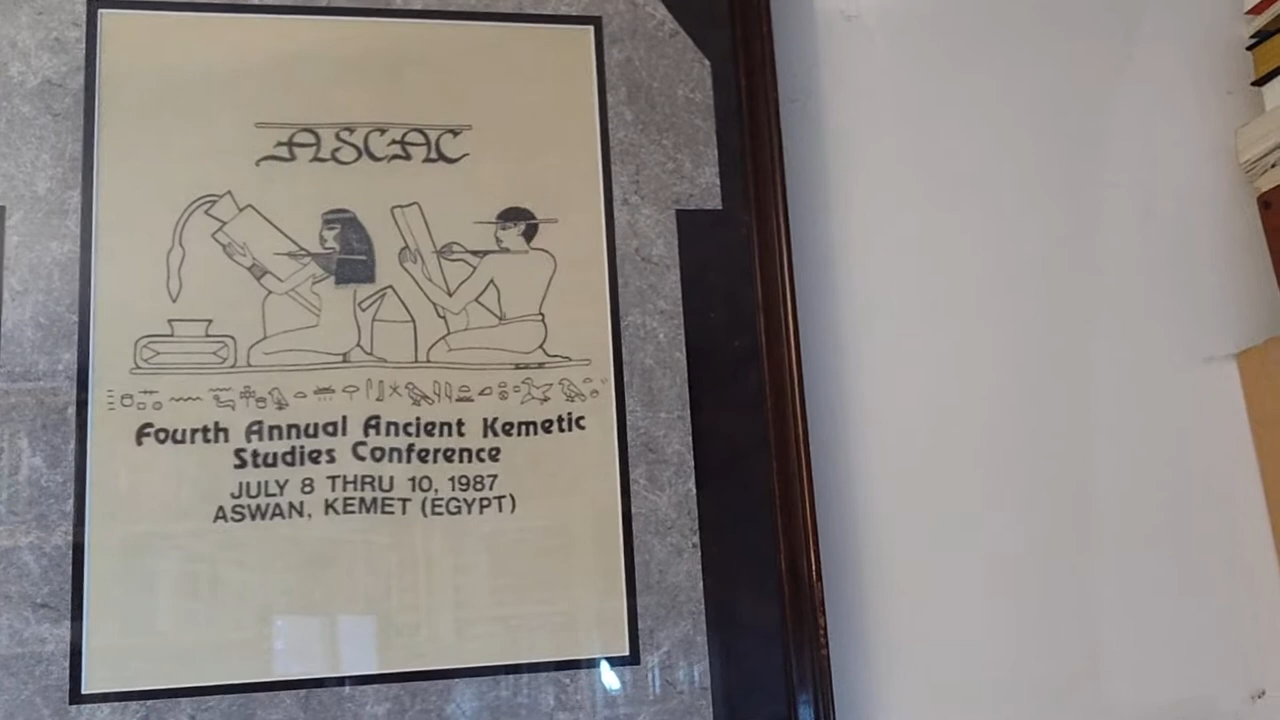 ASCAC
Fourth Annual Ancient Kemetic
Studies Conference
JULY 8 THRU 10, 1987
ASWAN, KEMET (EGYPT)